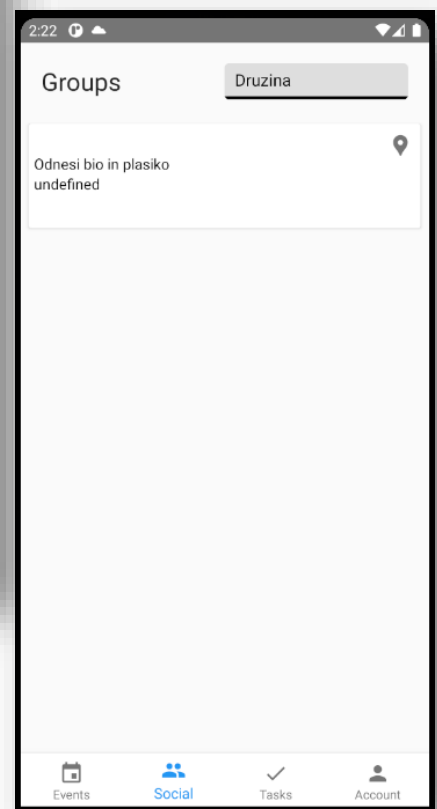 2:22
Groups
Druzina
Odnesi bio in plasiko
undefined
Events
Social
Tasks
Account